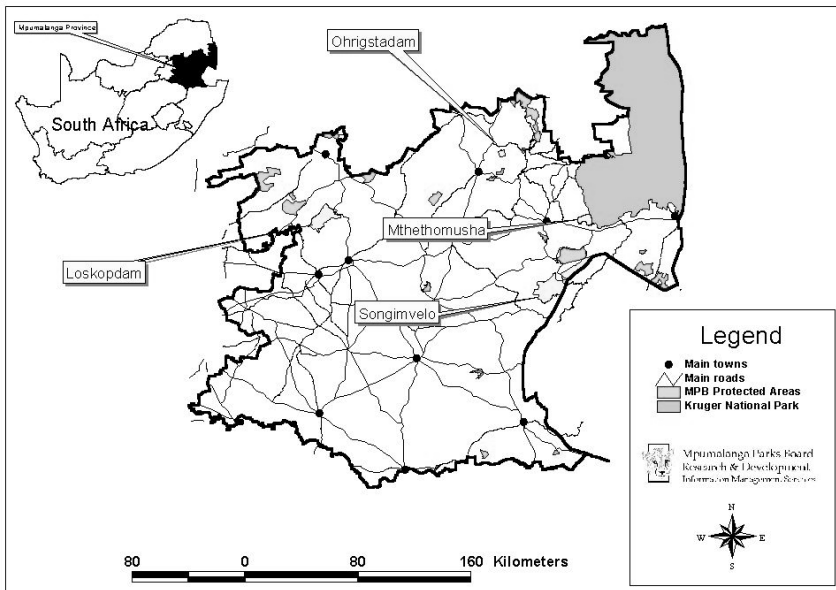 Mpumalanga Province
South Africa
Ohrigstadam
Mthethomusha
Loskopdam
Songimvelo
Legend
Main towns
Main roads
MPB Protected Areas
Kruger National Park
Mpumalanga Parks Board
Research & Development
Information Management Services
N
W E
S
80 0 80 160 Kilometers